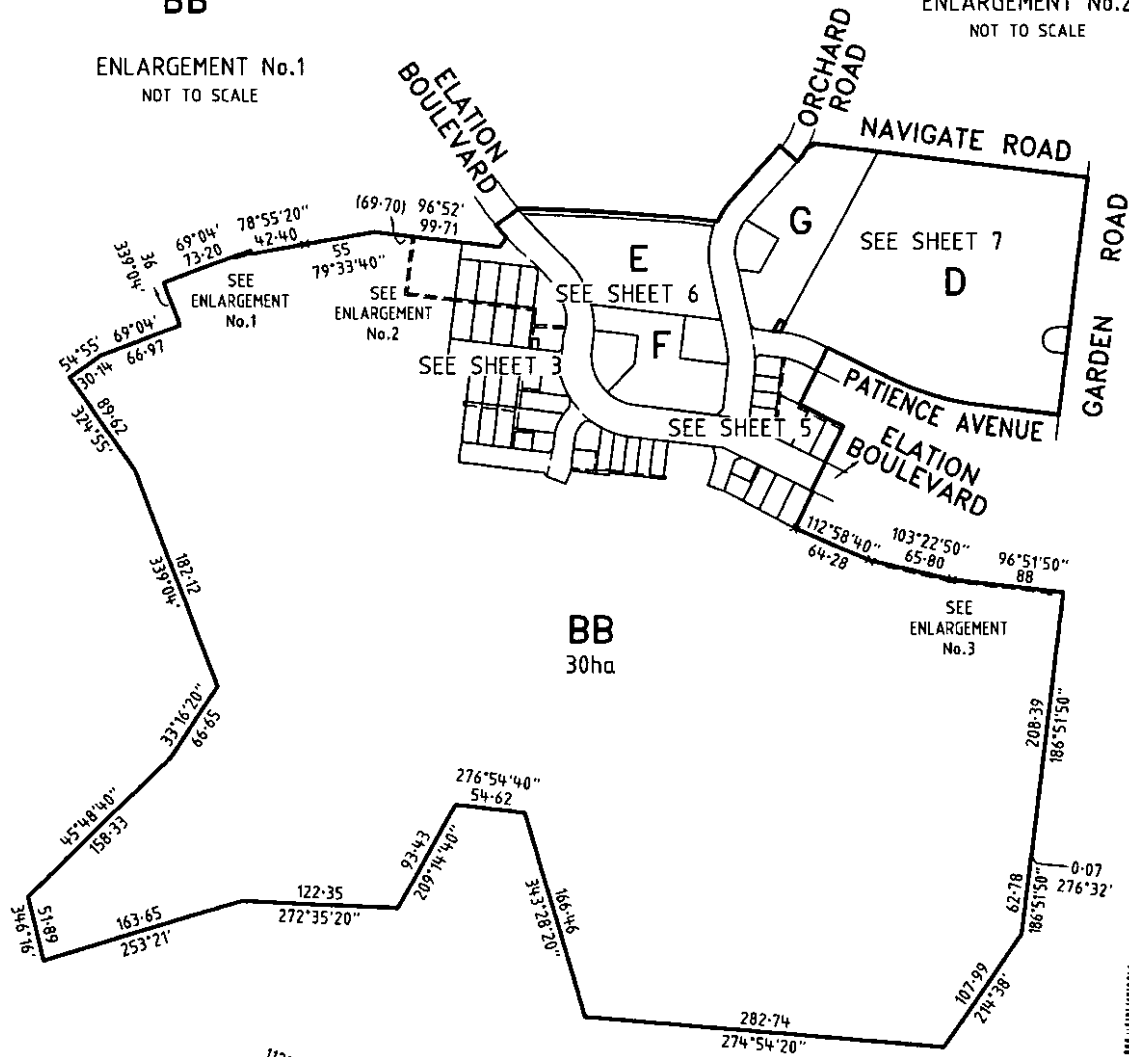 BB
ENLARGEMENT No.1
NOT TO SCALE
ENLARGEMENT No.2
NOT TO SCALE
ELATION
BOULEVARD
ORCHARD
ROAD
NAVIGATE ROAD
GARDEN ROAD
(69·70)
96°52'
99·71
78°55'20"
42·40
69°04'
73·20
36
339°04'
55
79°33'40"
SEE
ENLARGEMENT
No.1
SEE
ENLARGEMENT
No.2
E
SEE SHEET 6
G
SEE SHEET 7
D
F
SEE SHEET 3
SEE SHEET 5
PATIENCE AVENUE
ELATION
BOULEVARD
54°55'
30·14
69°04'
66·97
89·62
324°55'
182·12
339°04'
112°58'40"
64·28
103°22'50"
65·80
96°51'50"
88
SEE
ENLARGEMENT
No.3
BB
30ha
208·39
186°51'50"
33°16'20"
66·65
45°48'40"
158·33
51·89
346°16'
163·65
253°21'
122·35
272°35'20"
93·43
209°14'40"
276°54'40"
54·62
166·46
343°28'20"
282·74
274°54'20"
107·99
214°38'
62·78
186°51'50"
0·07
276°32'